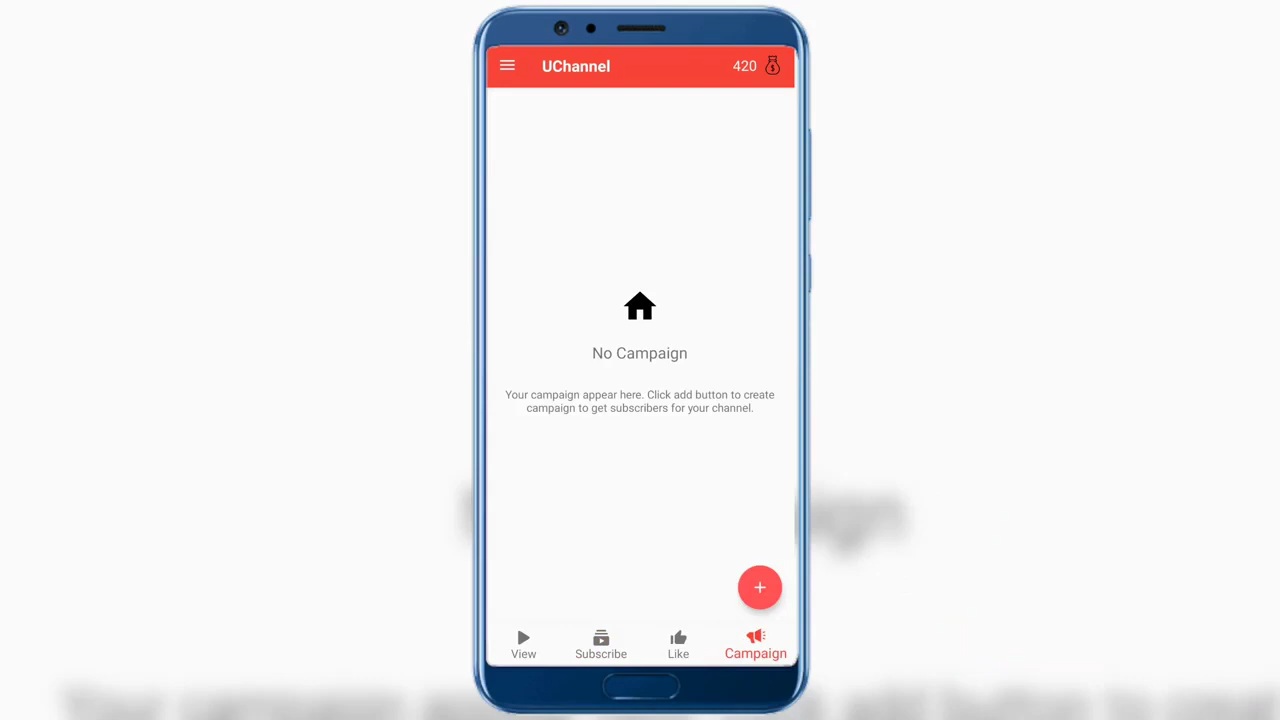 UChannel 420
No Campaign
Your campaign appear here. Click add button to create
campaign to get subscribers for your channel.
View Subscribe Like Campaign